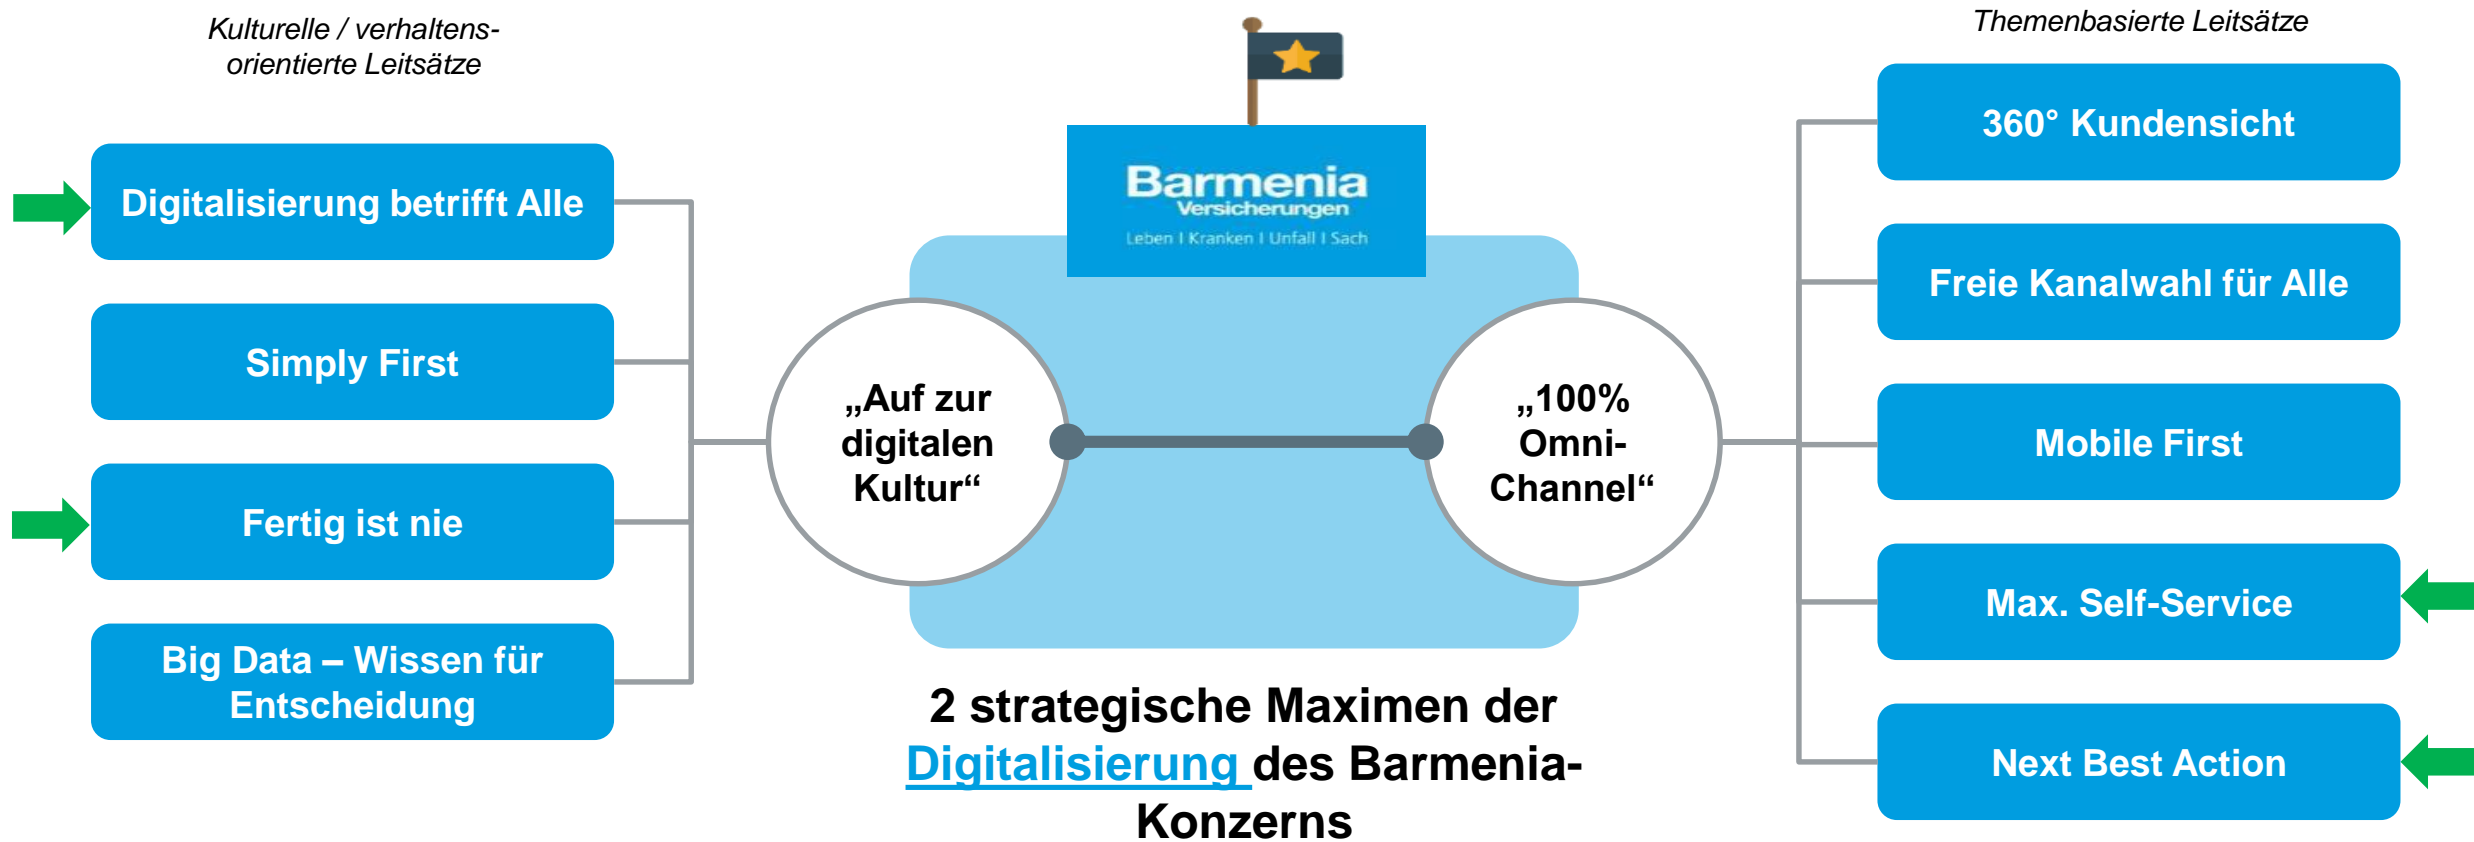 Kulturelle / verhaltens-
orientierte Leitsätze
Digitalisierung betrifft Alle
Simply First
Fertig ist nie
Big Data – Wissen für
Entscheidung
„Auf zur
digitalen
Kultur“
Barmenia
Versicherungen
Leben I Kranken I Unfall I Sach
„100%
Omni-
Channel“
2 strategische Maximen der
Digitalisierung des Barmenia-
Konzerns
Themenbasierte Leitsätze
360° Kundensicht
Freie Kanalwahl für Alle
Mobile First
Max. Self-Service
Next Best Action